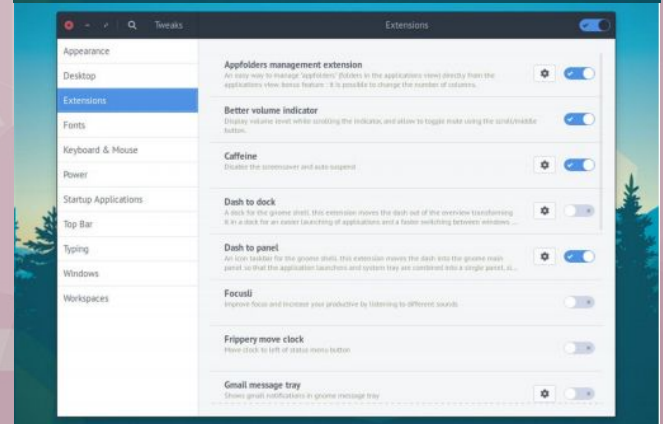 Tweaks
Extensions
Appearance
Desktop
Extensions
Fonts
Keyboard & Mouse
Power
Startup Applications
Top Bar
Typing
Windows
Workspaces
Appfolders management extension
An easy way to manage 'appfolders' (folders in the applications view) directly from the
applications view. bonus feature : it is possible to change the number of columns.
Better volume indicator
Display volume level while scrolling the indicator, and allow to toggle mute using the scroll/middle
button.
Caffeine
Disable the screensaver and auto suspend
Dash to dock
A dock for the gnome shell. this extension moves the dash out of the overview transforming
it in a dock for an easier launching of applications and a faster switching between windows ...
Dash to panel
An icon taskbar for the gnome shell. this extension moves the dash into the gnome main
panel so that the application launchers and system tray are combined into a single panel, si...
Focusli
Improve focus and increase your productive by listening to different sounds.
Frippery move clock
Move clock to left of status menu button
Gmail message tray
Shows gmail notifications in gnome message tray